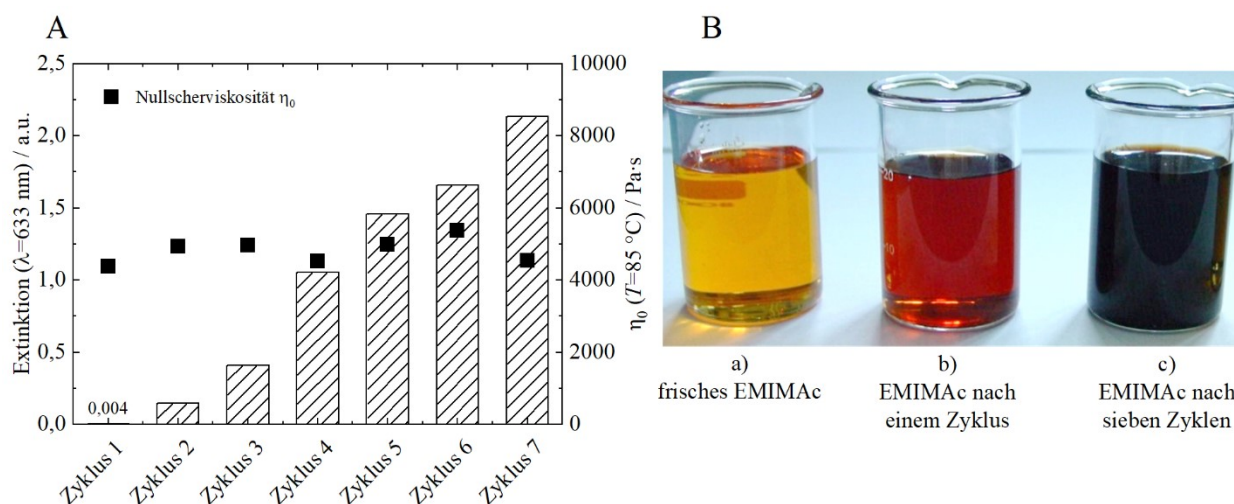 A
2,5
2,0
1,5
1,0
0,5
0,0
Extinktion (λ=633 nm) / a.u.
Nullscherviskosität η₀
0,004
10000
8000
6000
4000
2000
0
η₀ (T=85 °C) / Pa·s
Zyklus 1
Zyklus 2
Zyklus 3
Zyklus 4
Zyklus 5
Zyklus 6
Zyklus 7
B
20
10
a)
frisches EMIMAc
b)
EMIMAc nach
einem Zyklus
c)
EMIMAc nach
sieben Zyklen